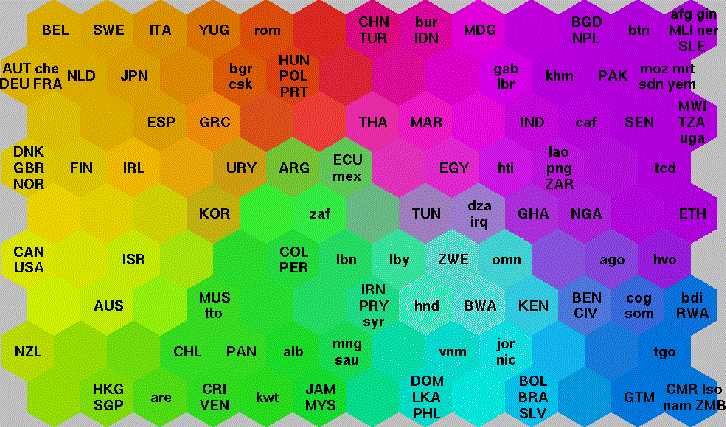 BEL SWE ITA YUG rom CHN TUR bur IDN MDG BGD NPL btn afg gin MLI ner SLE
AUT che DEU FRA NLD JPN bgr csk HUN POL PRT gab lbr khm PAK moz mrt sdn yem
ESP GRC THA MAR IND caf SEN MWI TZA uga
DNK GBR NOR FIN IRL URY ARG ECU mex EGY hti lao png ZAR tcd
KOR zaf TUN dza irq GHA NGA ETH
CAN USA ISR COL PER lbn lby ZWE omn ago hvo
AUS MUS tto IRN PRY syr hnd BWA KEN BEN CIV cog som bdi RWA
NZL CHL PAN alb mng sau vnm jor nic tgo
HKG SGP are CRI VEN kwt JAM MYS DOM LKA PHL BOL BRA SLV GTM CMR lso nam ZMB